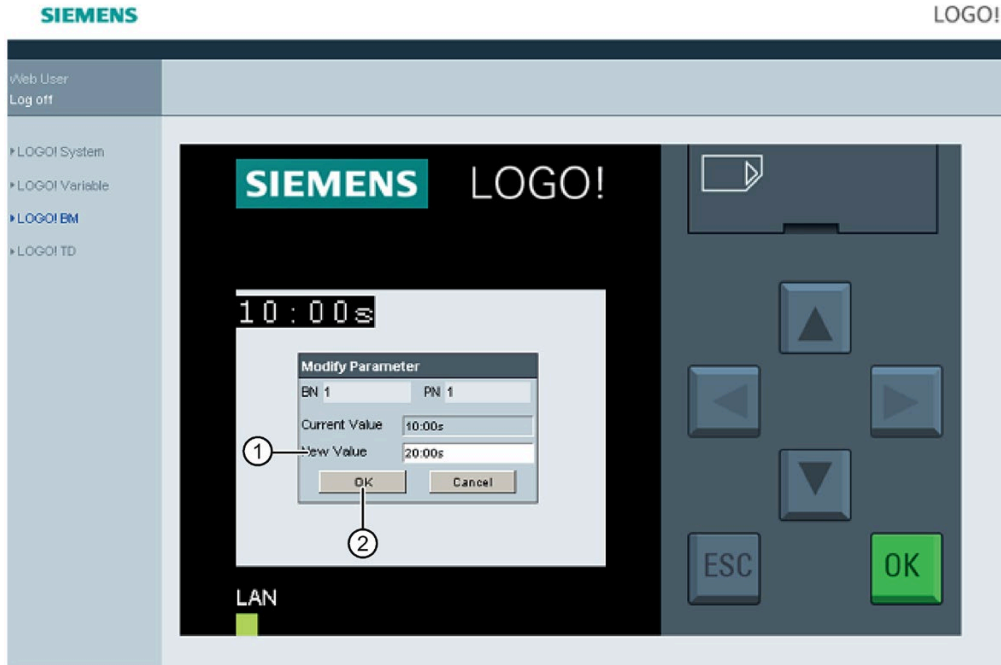 SIEMENS
LOGO!
Web User
Log off
LOGO! System
LOGO! Variable
LOGO! BM
LOGO! TD
SIEMENS LOGO!
10:00s
Modify Parameter
BN 1 PN 1
Current Value 10:00s
1 New Value 20:00s
OK Cancel
2
LAN
ESC OK